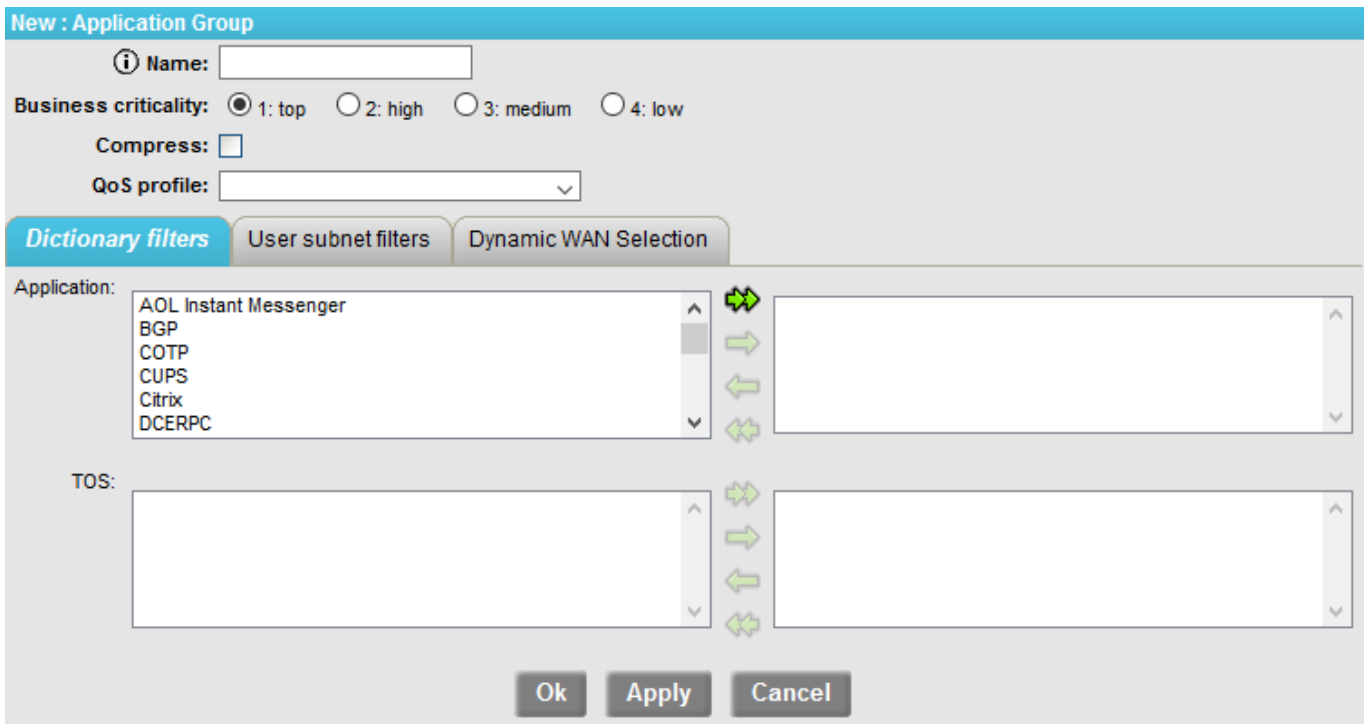 New : Application Group
Name:
Business criticality: 1: top 2: high 3: medium 4: low
Compress:
QoS profile:
Dictionary filters User subnet filters Dynamic WAN Selection
Application:
AOL Instant Messenger
BGP
COTP
CUPS
Citrix
DCERPC
TOS:
Ok Apply Cancel